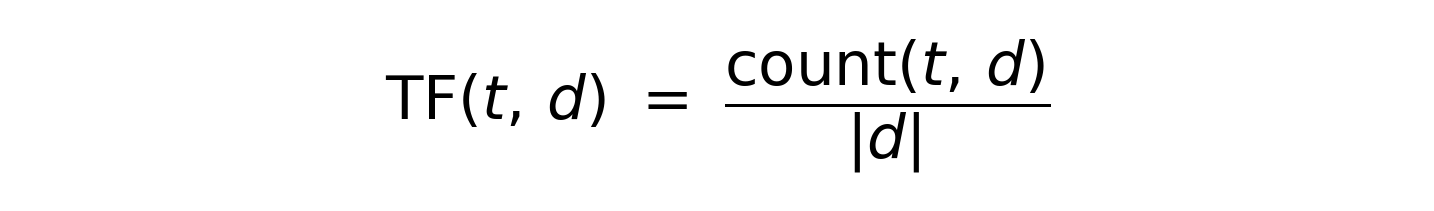 TF(t, d) = count(t, d) / |d|